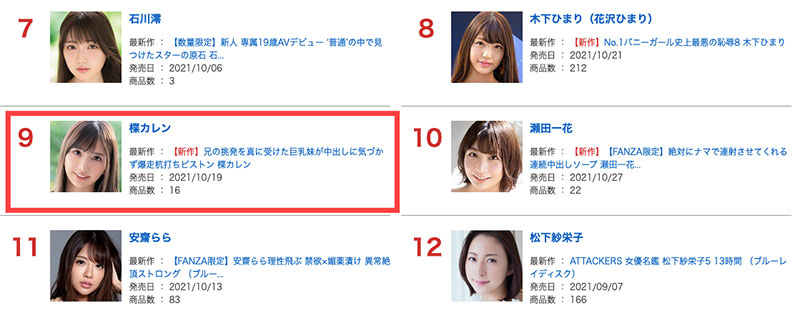 7
石川澪
最新作 ： 【数量限定】新人 専属19歳AVデビュー ‘普通’の中で見
つけたスターの原石 石...
発売日 ： 2021/10/06
商品数 ： 3
8
木下ひまり（花沢ひまり）
最新作 ： 【新作】No.1バニーガール史上最悪の恥辱8 木下ひまり
発売日 ： 2021/10/21
商品数 ： 212
9
楪カレン
最新作 ： 【新作】兄の挑発を真に受けた巨乳妹が中出しに気づか
ず爆走杭打ちピストン 楪カレン
発売日 ： 2021/10/19
商品数 ： 16
10
瀬田一花
最新作 ： 【新作】【FANZA限定】絶対にナマで連射させてくれる
連続中出しソープ 瀬田一花...
発売日 ： 2021/10/27
商品数 ： 22
11
安齋らら
最新作 ： 【FANZA限定】安齋らら理性飛ぶ 禁欲×媚薬漬け 異常絶
頂ストロング （ブルー...
発売日 ： 2021/10/13
商品数 ： 83
12
松下紗栄子
最新作 ： ATTACKERS 女優名鑑 松下紗栄子5 13時間 （ブルーレ
イディスク）
発売日 ： 2021/09/07
商品数 ： 166